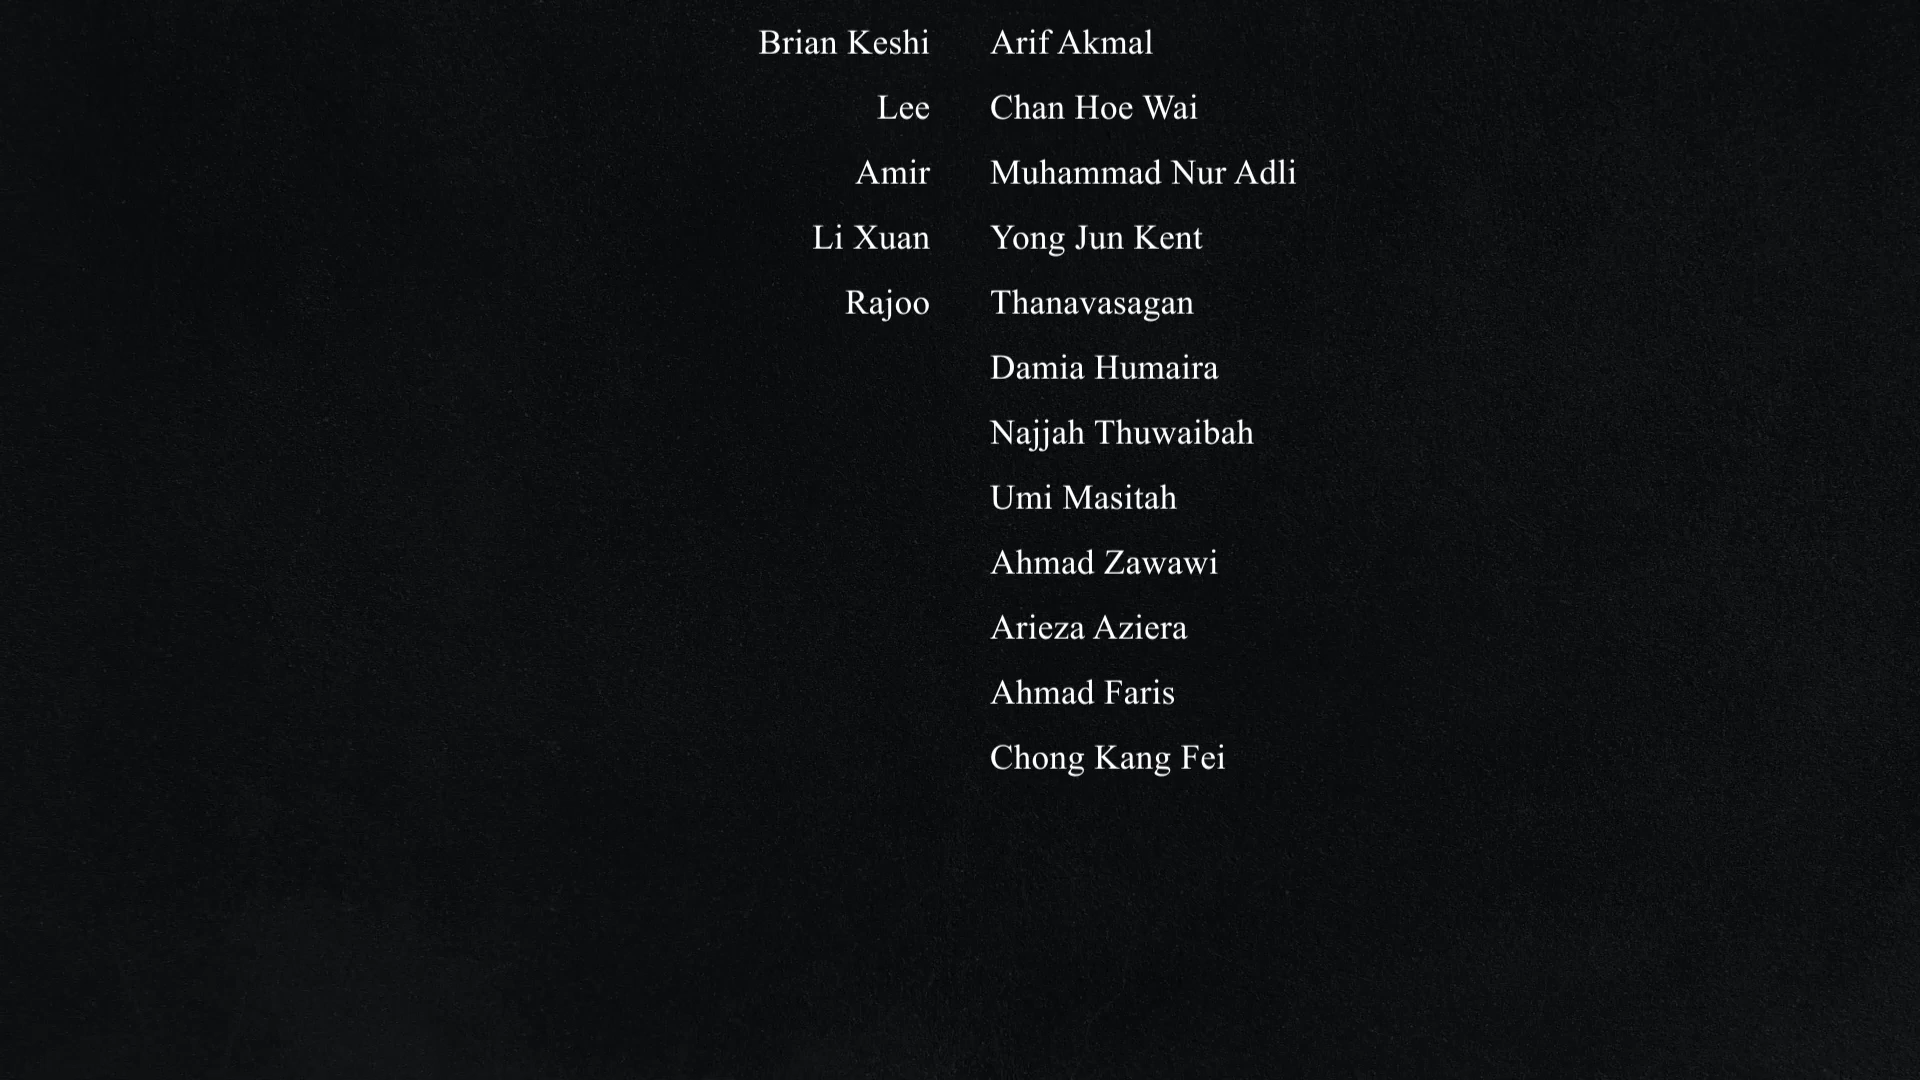 Brian Keshi Arif Akmal
Lee Chan Hoe Wai
Amir Muhammad Nur Adli
Li Xuan Yong Jun Kent
Rajoo Thanavasagan
Damia Humaira
Najjah Thuwaibah
Umi Masitah
Ahmad Zawawi
Arieza Aziera
Ahmad Faris
Chong Kang Fei